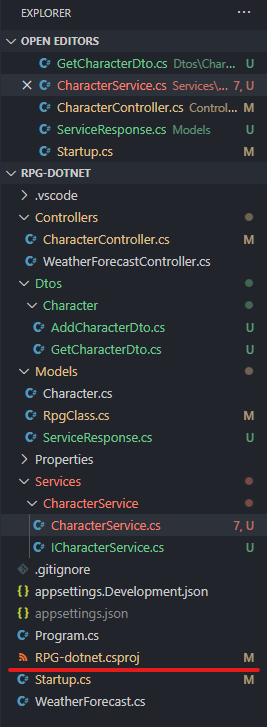 EXPLORER
OPEN EDITORS
GetCharacterDto.cs Dtos\Char... U
CharacterService.cs Services\... 7, U
CharacterController.cs Control... M
ServiceResponse.cs Models U
Startup.cs M
RPG-DOTNET
.vscode
Controllers
CharacterController.cs M
WeatherForecastController.cs
Dtos
Character
AddCharacterDto.cs U
GetCharacterDto.cs U
Models
Character.cs
RpgClass.cs M
ServiceResponse.cs U
Properties
Services
CharacterService
CharacterService.cs 7, U
ICharacterService.cs U
.gitignore
appsettings.Development.json
appsettings.json
Program.cs
RPG-dotnet.csproj M
Startup.cs M
WeatherForecast.cs